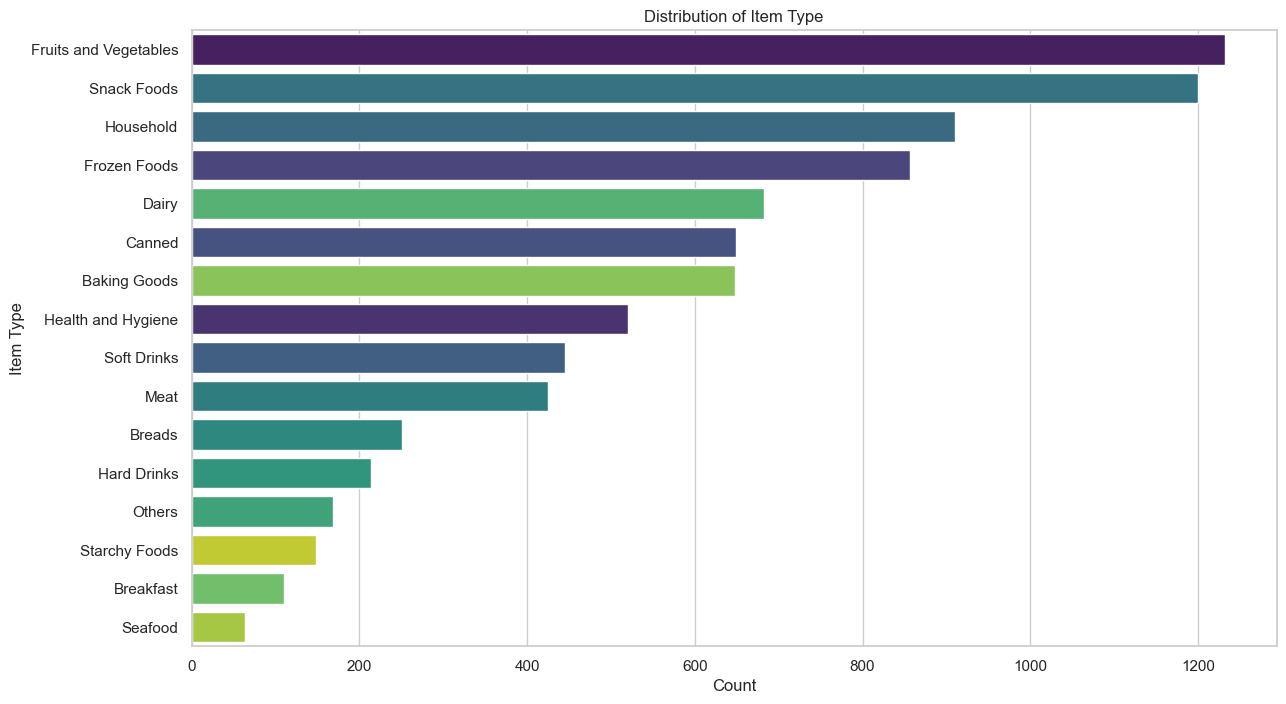 Distribution of Item Type
Item Type
Fruits and Vegetables
Snack Foods
Household
Frozen Foods
Dairy
Canned
Baking Goods
Health and Hygiene
Soft Drinks
Meat
Breads
Hard Drinks
Others
Starchy Foods
Breakfast
Seafood
0 200 400 600 800 1000 1200
Count